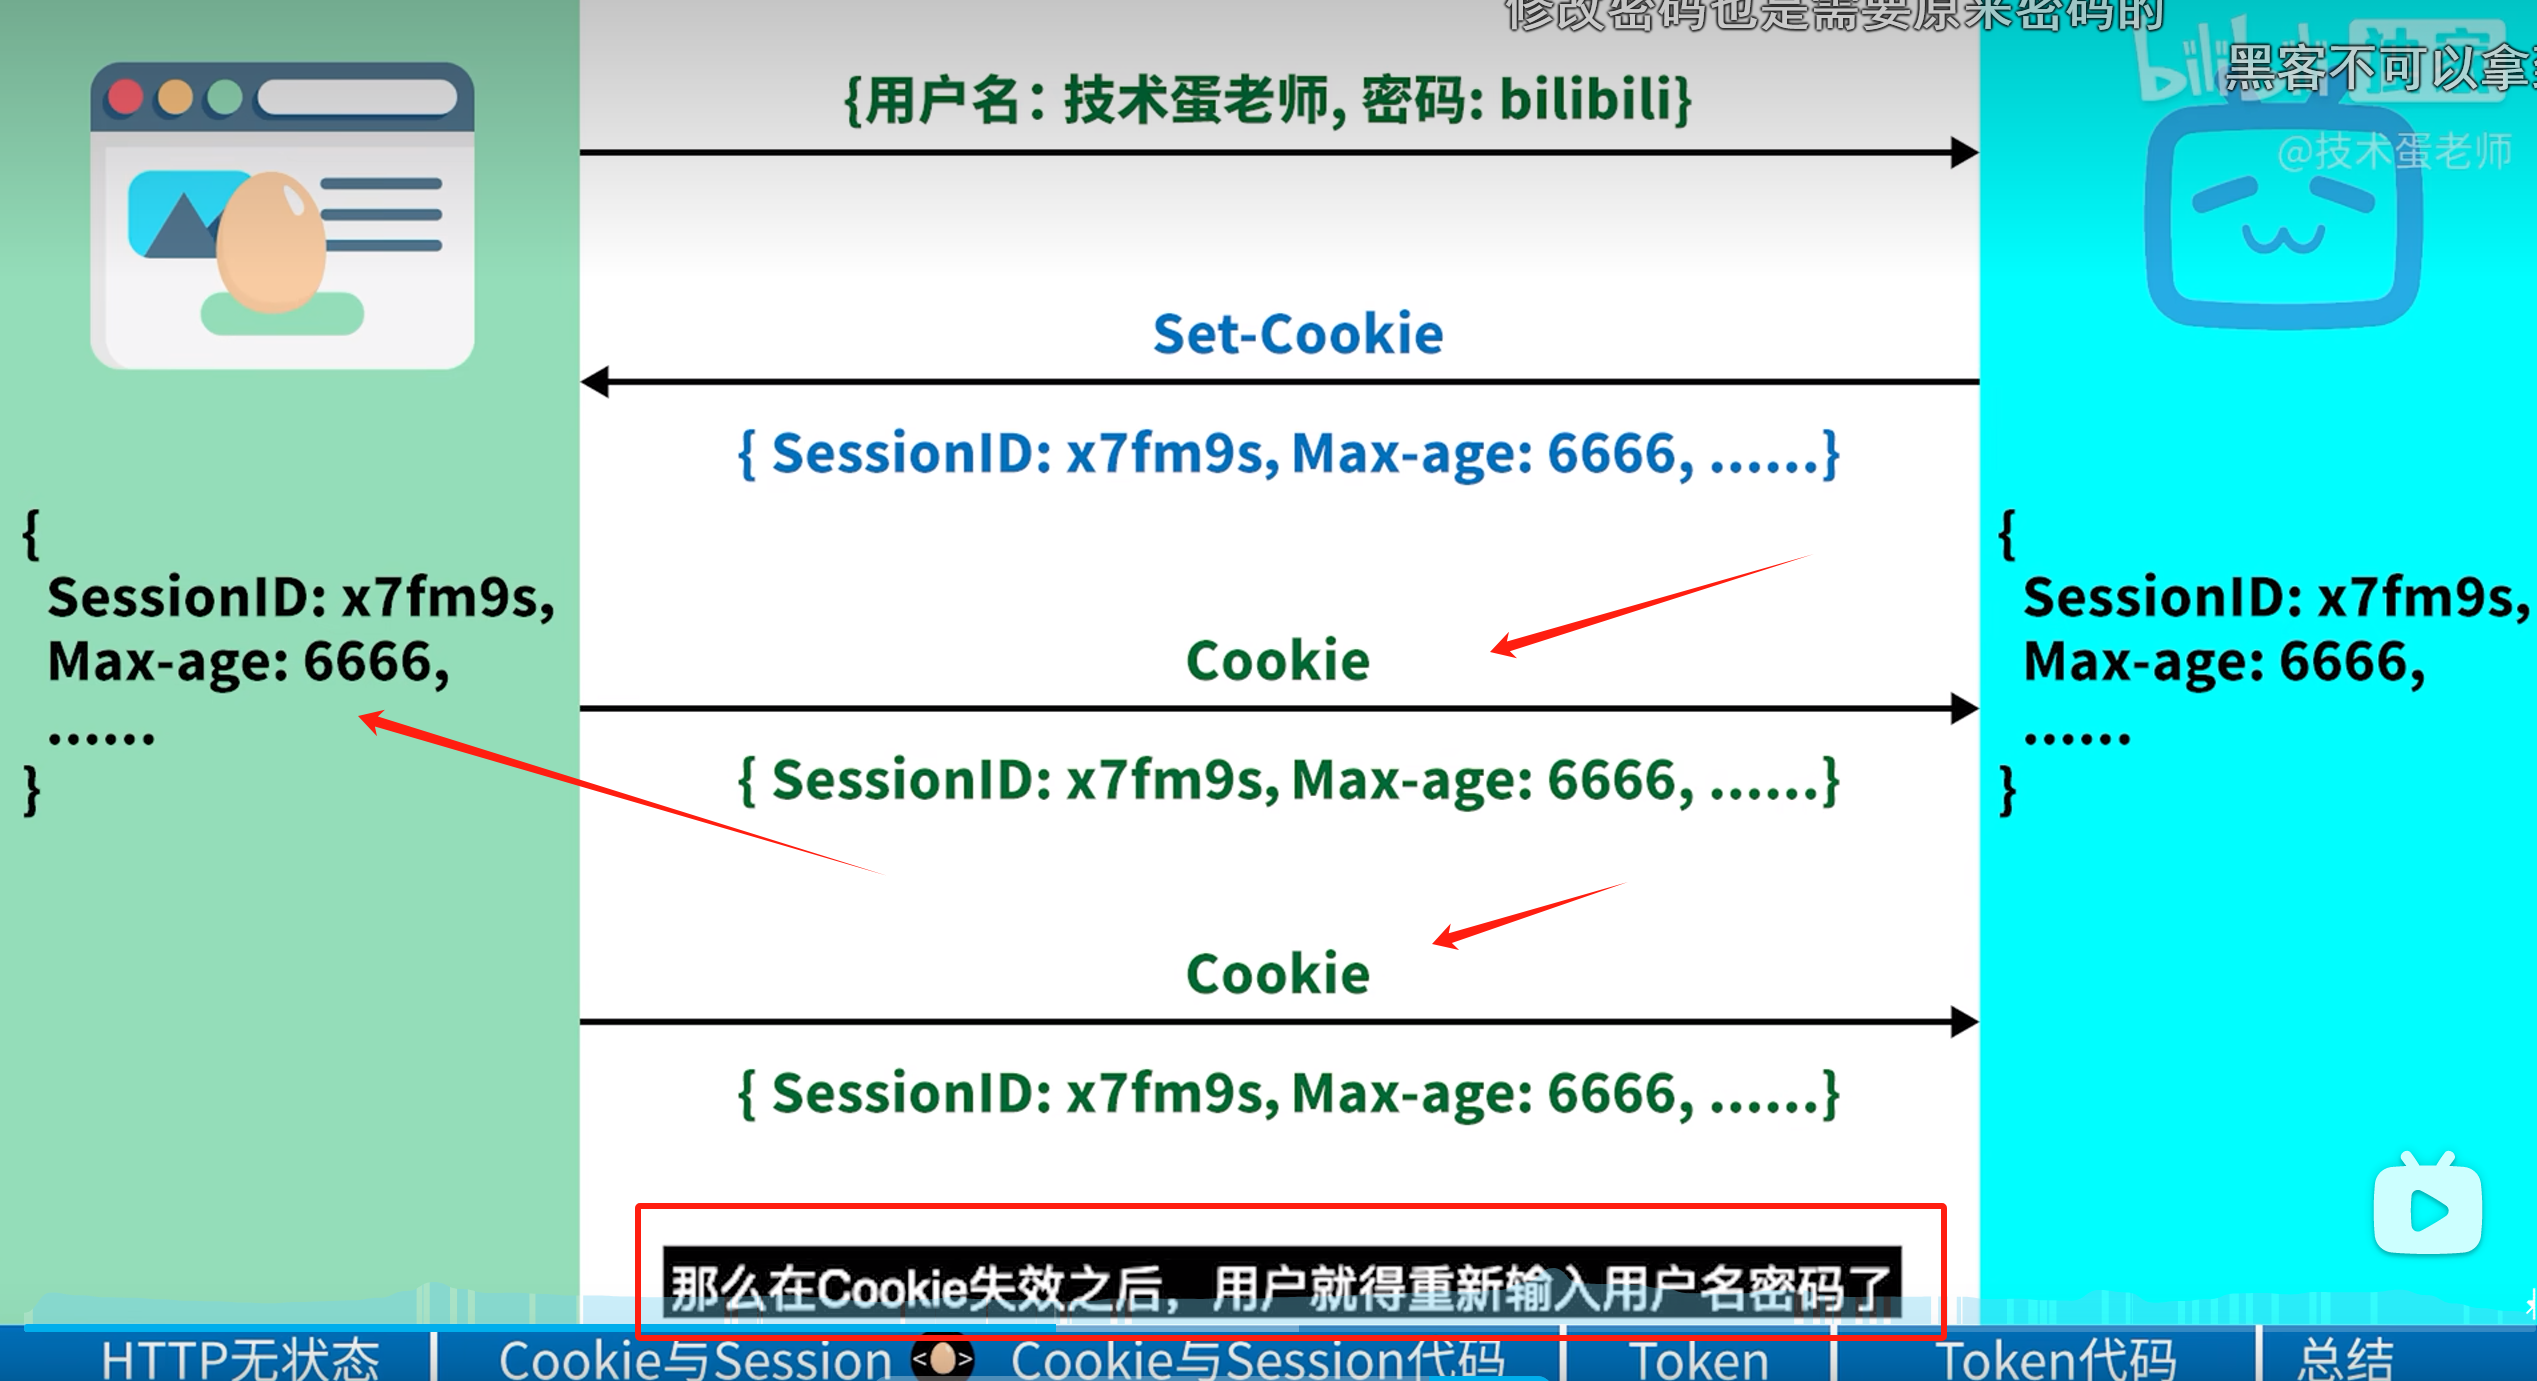 修改密码也是需要原来密码的
黑客不可以拿
bilibili 独家
@技术蛋老师
{用户名：技术蛋老师, 密码: bilibili}
Set-Cookie
{ SessionID: x7fm9s, Max-age: 6666, ......}
{
SessionID: x7fm9s,
Max-age: 6666,
......
}
Cookie
{ SessionID: x7fm9s, Max-age: 6666, ......}
{
SessionID: x7fm9s,
Max-age: 6666,
......
}
Cookie
{ SessionID: x7fm9s, Max-age: 6666, ......}
那么在Cookie失效之后，用户就得重新输入用户名密码了
HTTP无状态
Cookie与Session
< >
Cookie与Session代码
Token
Token代码
总结